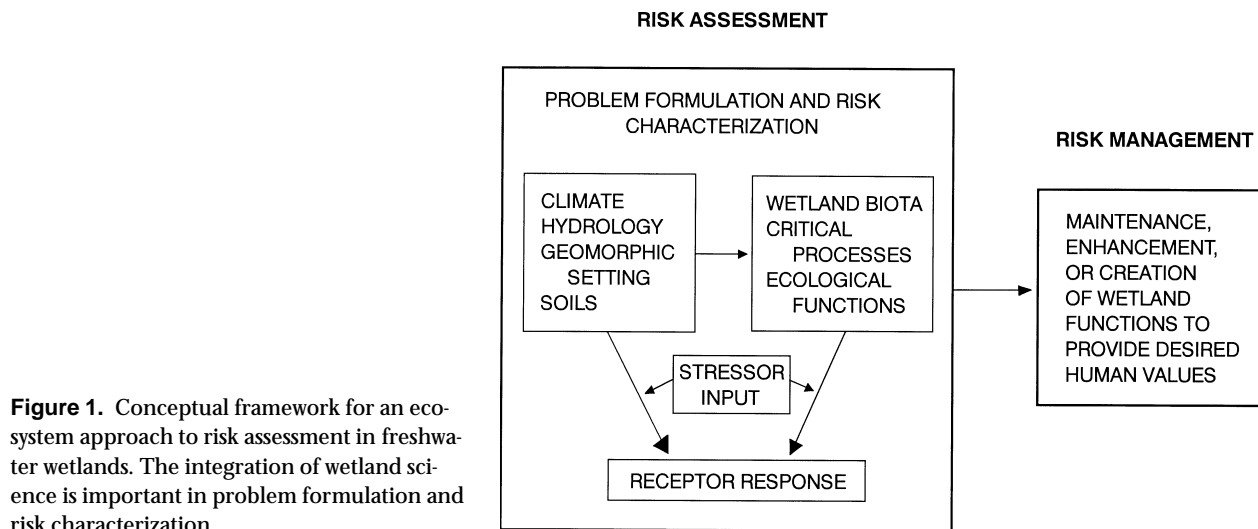 RISK ASSESSMENT
PROBLEM FORMULATION AND RISK
CHARACTERIZATION
CLIMATE
HYDROLOGY
GEOMORPHIC
SETTING
SOILS
WETLAND BIOTA
CRITICAL
PROCESSES
ECOLOGICAL
FUNCTIONS
STRESSOR
INPUT
RECEPTOR RESPONSE
RISK MANAGEMENT
MAINTENANCE,
ENHANCEMENT,
OR CREATION
OF WETLAND
FUNCTIONS TO
PROVIDE DESIRED
HUMAN VALUES
Figure 1. Conceptual framework for an eco-
system approach to risk assessment in freshwa-
ter wetlands. The integration of wetland sci-
ence is important in problem formulation and
risk characterization